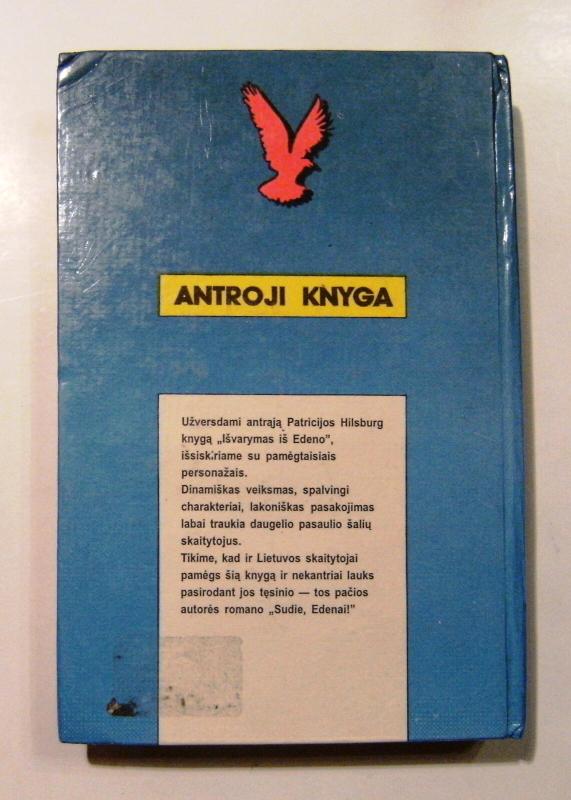 ANTROJI KNYGA
Užversdami antrąją Patricijos Hilsburg
knygą „Išvarymas iš Edeno”,
išsiskiriame su pamėgtaisiais
personažais.
Dinamiškas veiksmas, spalvingi
charakteriai, lakoniškas pasakojimas
labai traukia daugelio pasaulio šalių
skaitytojus.
Tikime, kad ir Lietuvos skaitytojai
pamėgs šią knygą ir nekantriai lauks
pasirodant jos tęsinio — tos pačios
autorės romano „Sudie, Edenai!”